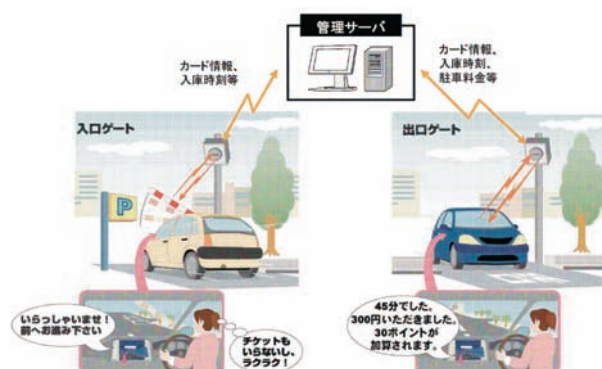 管理サーバ
カード情報、
入庫時刻等
カード情報、
入庫時刻、
駐車料金等
入口ゲート
出口ゲート
P
いらっしゃいませ！
前へお進み下さい
チケットも
いらないし、
ラクラク！
45分でした。
300円いただきました。
30ポイントが
加算されます。